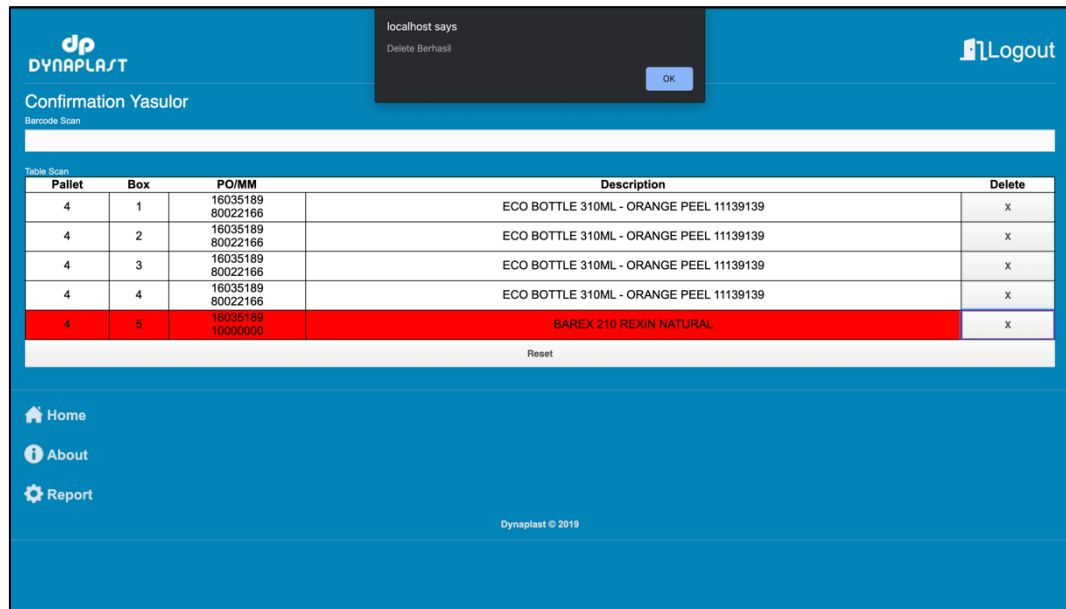 localhost says
Delete Berhasil
OK
dp
DYNAPLAST
Logout
Confirmation Yasulor
Barcode Scan
Table Scan
Pallet Box PO/MM Description Delete
4 1 16035189 80022166 ECO BOTTLE 310ML - ORANGE PEEL 11139139 X
4 2 16035189 80022166 ECO BOTTLE 310ML - ORANGE PEEL 11139139 X
4 3 16035189 80022166 ECO BOTTLE 310ML - ORANGE PEEL 11139139 X
4 4 16035189 80022166 ECO BOTTLE 310ML - ORANGE PEEL 11139139 X
4 5 16035189 10000000 BAREX 210 REXIN NATURAL X
Reset
Home
About
Report
Dynaplast © 2019